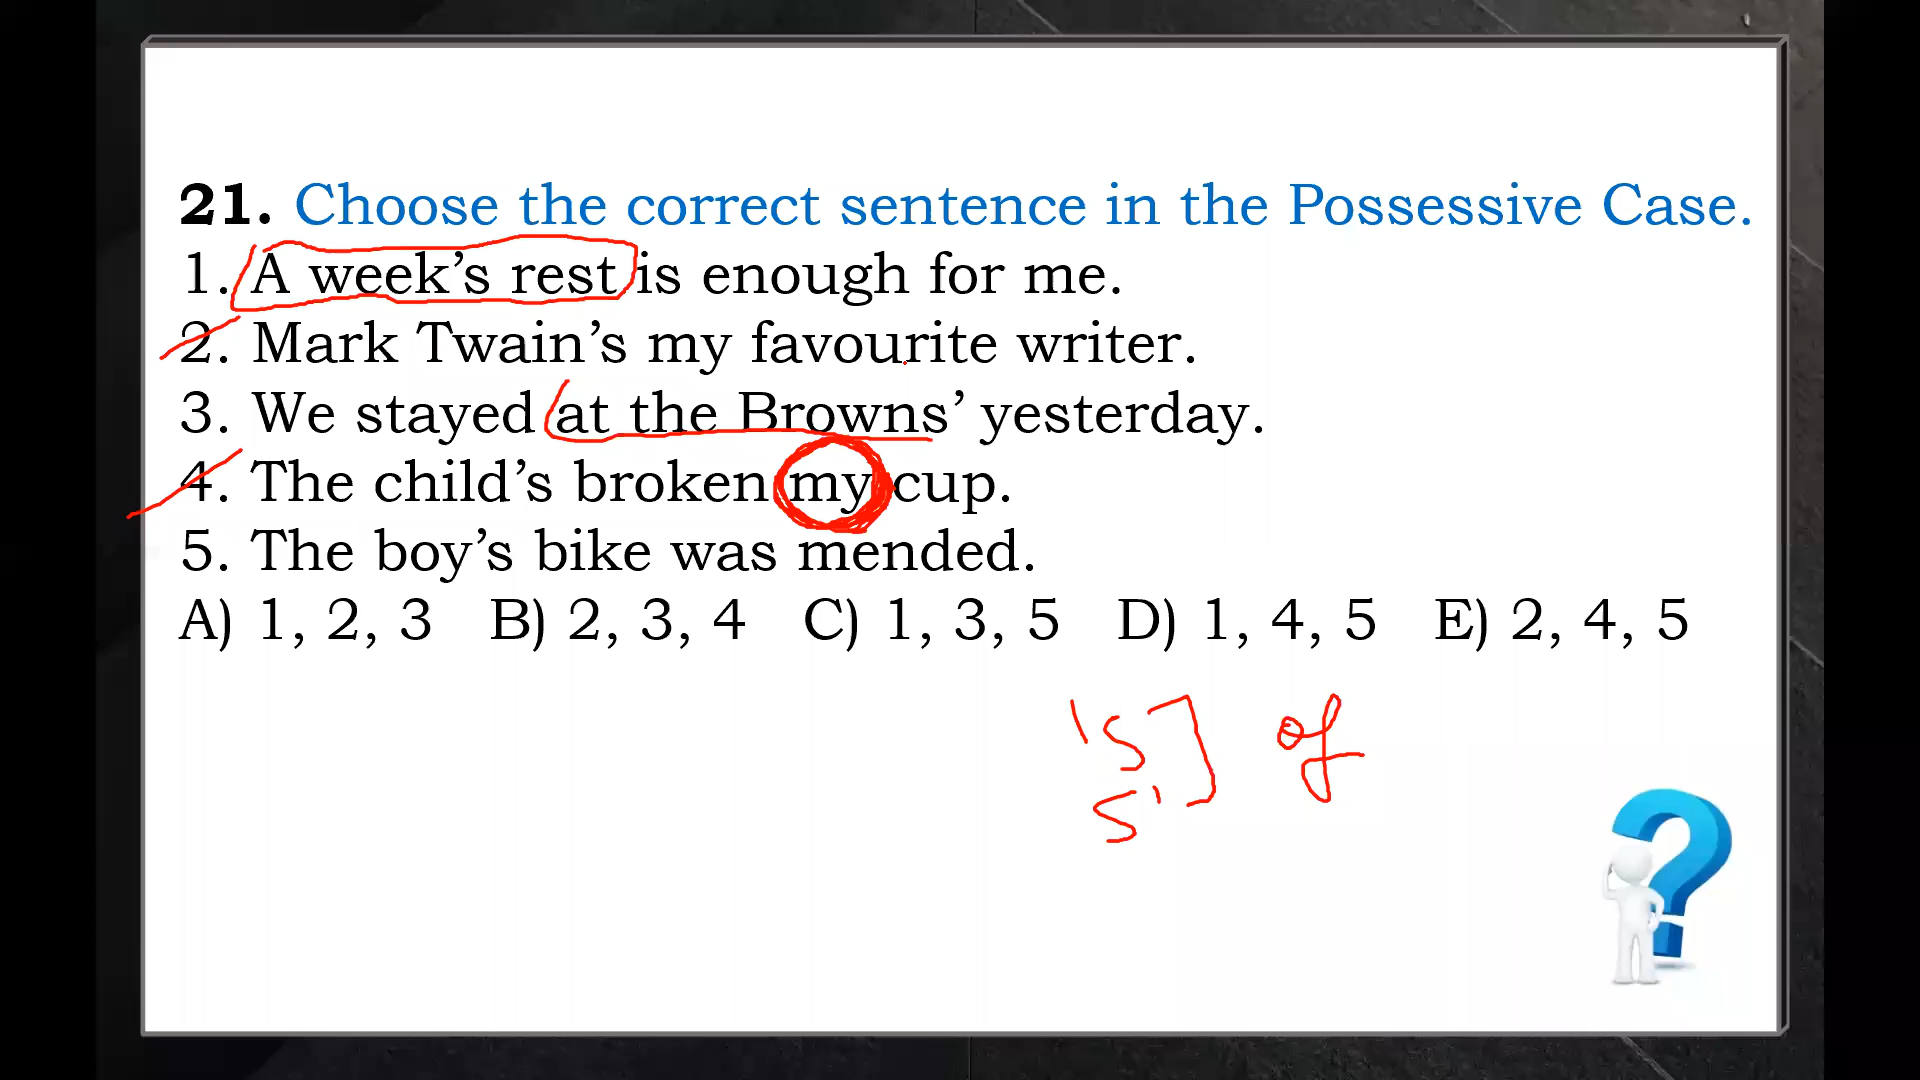 21. Choose the correct sentence in the Possessive Case.
1. A week’s rest is enough for me.
2. Mark Twain’s my favourite writer.
3. We stayed at the Browns’ yesterday.
4. The child’s broken my cup.
5. The boy’s bike was mended.
A) 1, 2, 3 B) 2, 3, 4 C) 1, 3, 5 D) 1, 4, 5 E) 2, 4, 5
's] of
s'